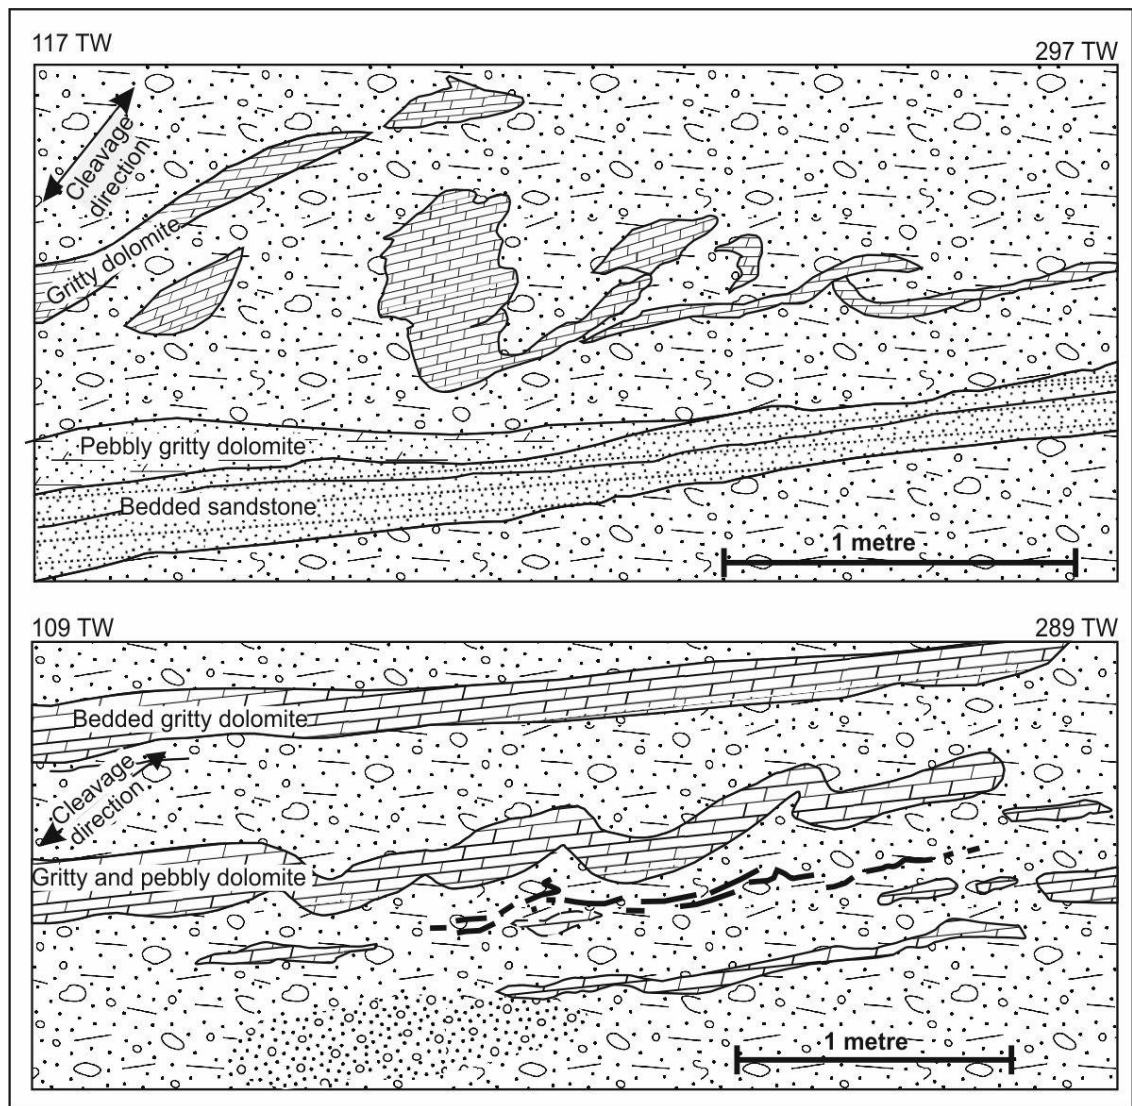 117 TW
297 TW
Cleavage
direction
Gritty dolomite
Pebbly gritty dolomite
Bedded sandstone
1 metre
109 TW
289 TW
Bedded gritty dolomite
Cleavage
direction
Gritty and pebbly dolomite
1 metre